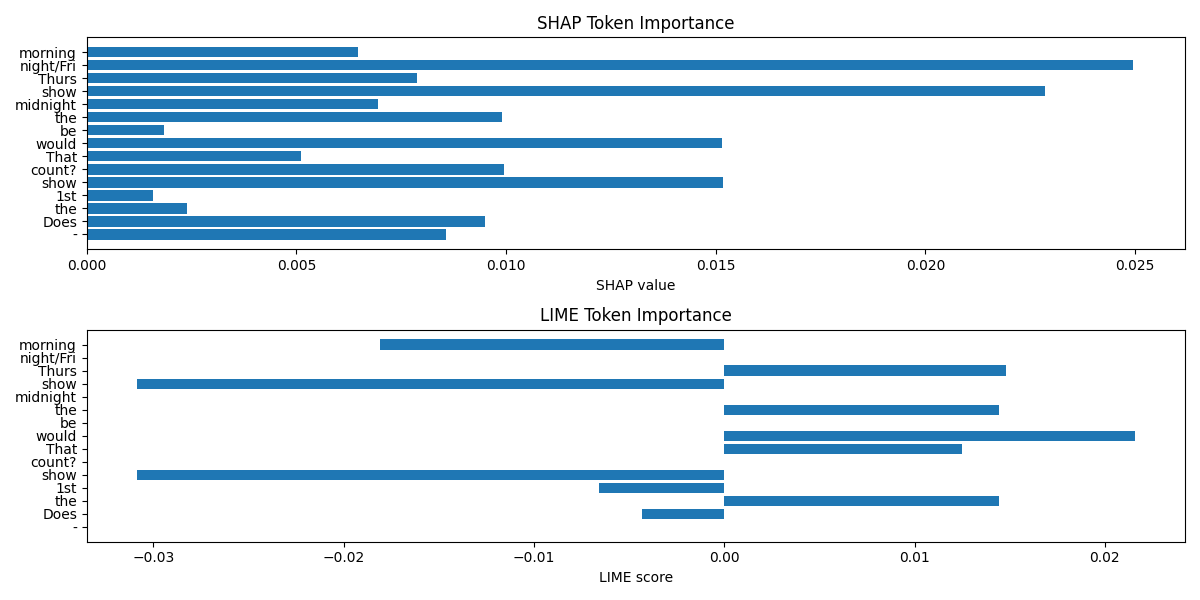 SHAP Token Importance
morning
night/Fri
Thurs
show
midnight
the
be
would
That
count?
show
1st
the
Does
-
0.000 0.005 0.010 0.015 0.020 0.025
SHAP value
LIME Token Importance
morning
night/Fri
Thurs
show
midnight
the
be
would
That
count?
show
1st
the
Does
-
−0.03 −0.02 −0.01 0.00 0.01 0.02
LIME score